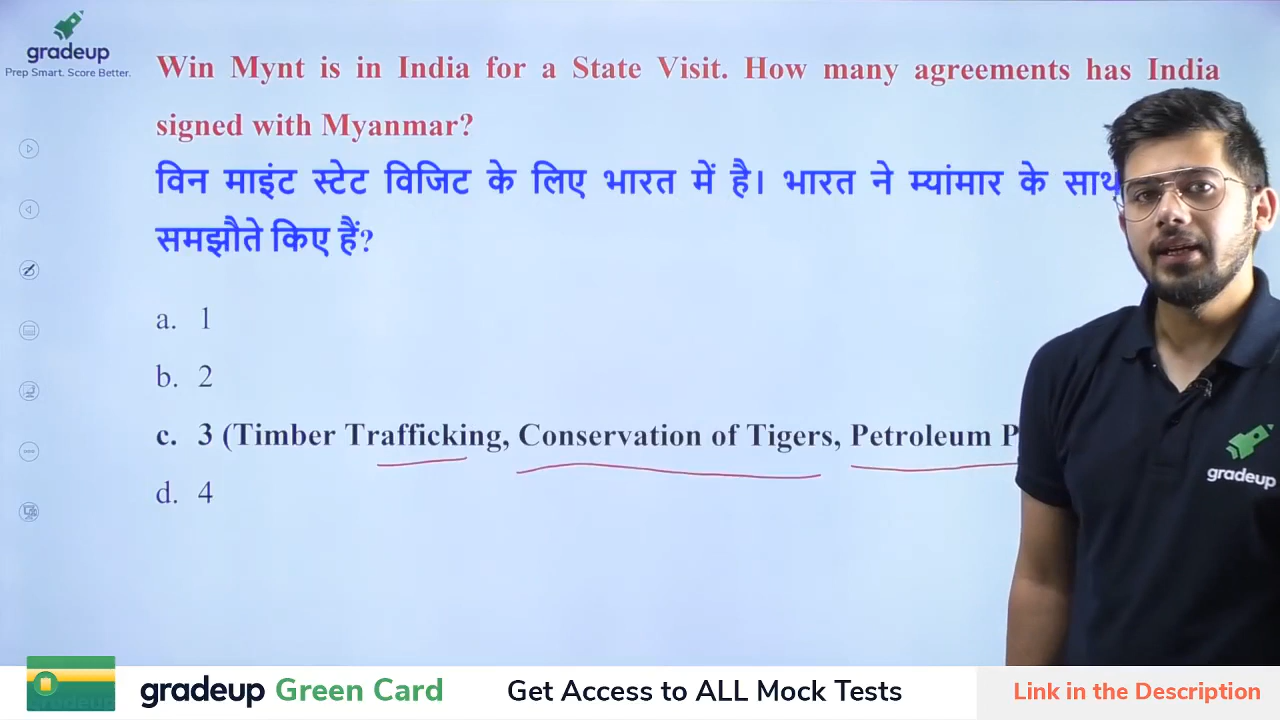 gradeup
Prep Smart. Score Better.
Win Mynt is in India for a State Visit. How many agreements has India
signed with Myanmar?
विन माइंट स्टेट विजिट के लिए भारत में है। भारत ने म्यांमार के साथ
समझौते किए हैं?
a. 1
b. 2
c. 3 (Timber Trafficking, Conservation of Tigers, Petroleum P
d. 4
gradeup
gradeup Green Card
Get Access to ALL Mock Tests
Link in the Description